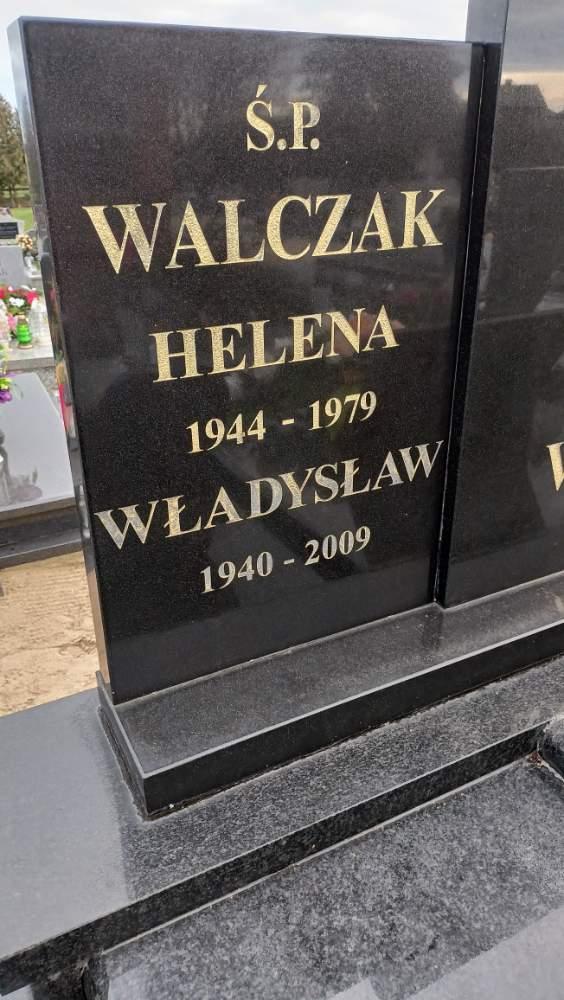 Ś.P.
WALCZAK
HELENA
1944 - 1979
WŁADYSŁAW
1940 - 2009